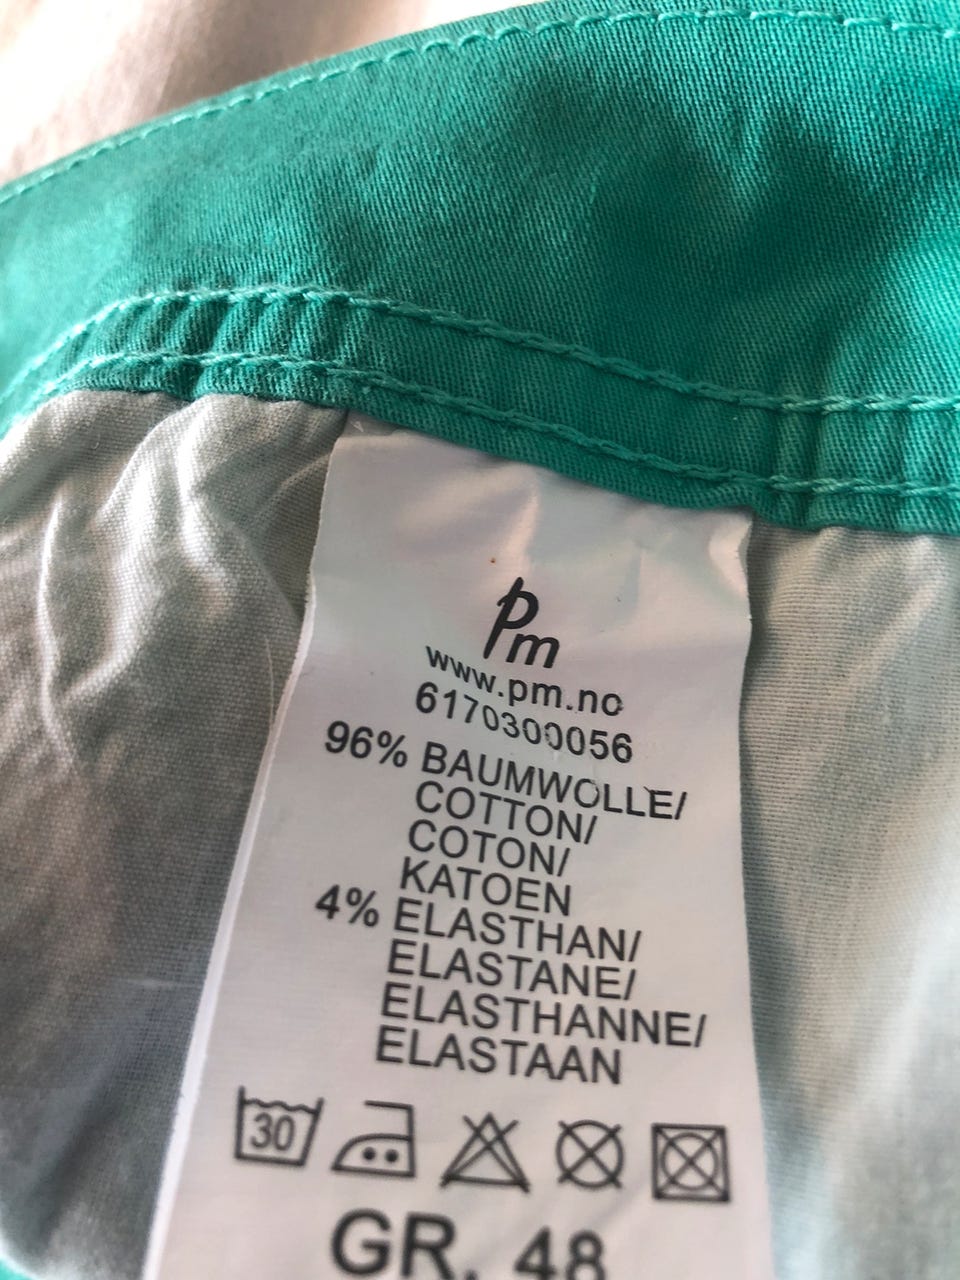 Pm
www.pm.no
6170300056
96% BAUMWOLLE/
COTTON/
COTON/
KATOEN
4% ELASTHAN/
ELASTANE/
ELASTHANNE/
ELASTAAN
30
GR. 48